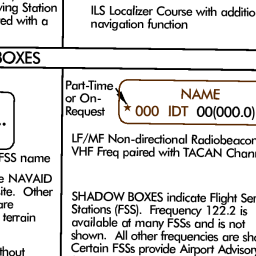 ving Station
ed with a
ILS Localizer Course with additio
navigation function
BOXES
Part-Time
or On-
Request
NAME
* 000 IDT 00(000.0)
LF/MF Non-directional Radiobeacon
VHF Freq paired with TACAN Chan
FSS name
e NAVAID
ite. Other
are
terrain
thout
SHADOW BOXES indicate Flight Ser
Stations (FSS). Frequency 122.2 is
available at many FSSs and is not
shown. All other frequencies are sho
Certain FSSs provide Airport Advisory